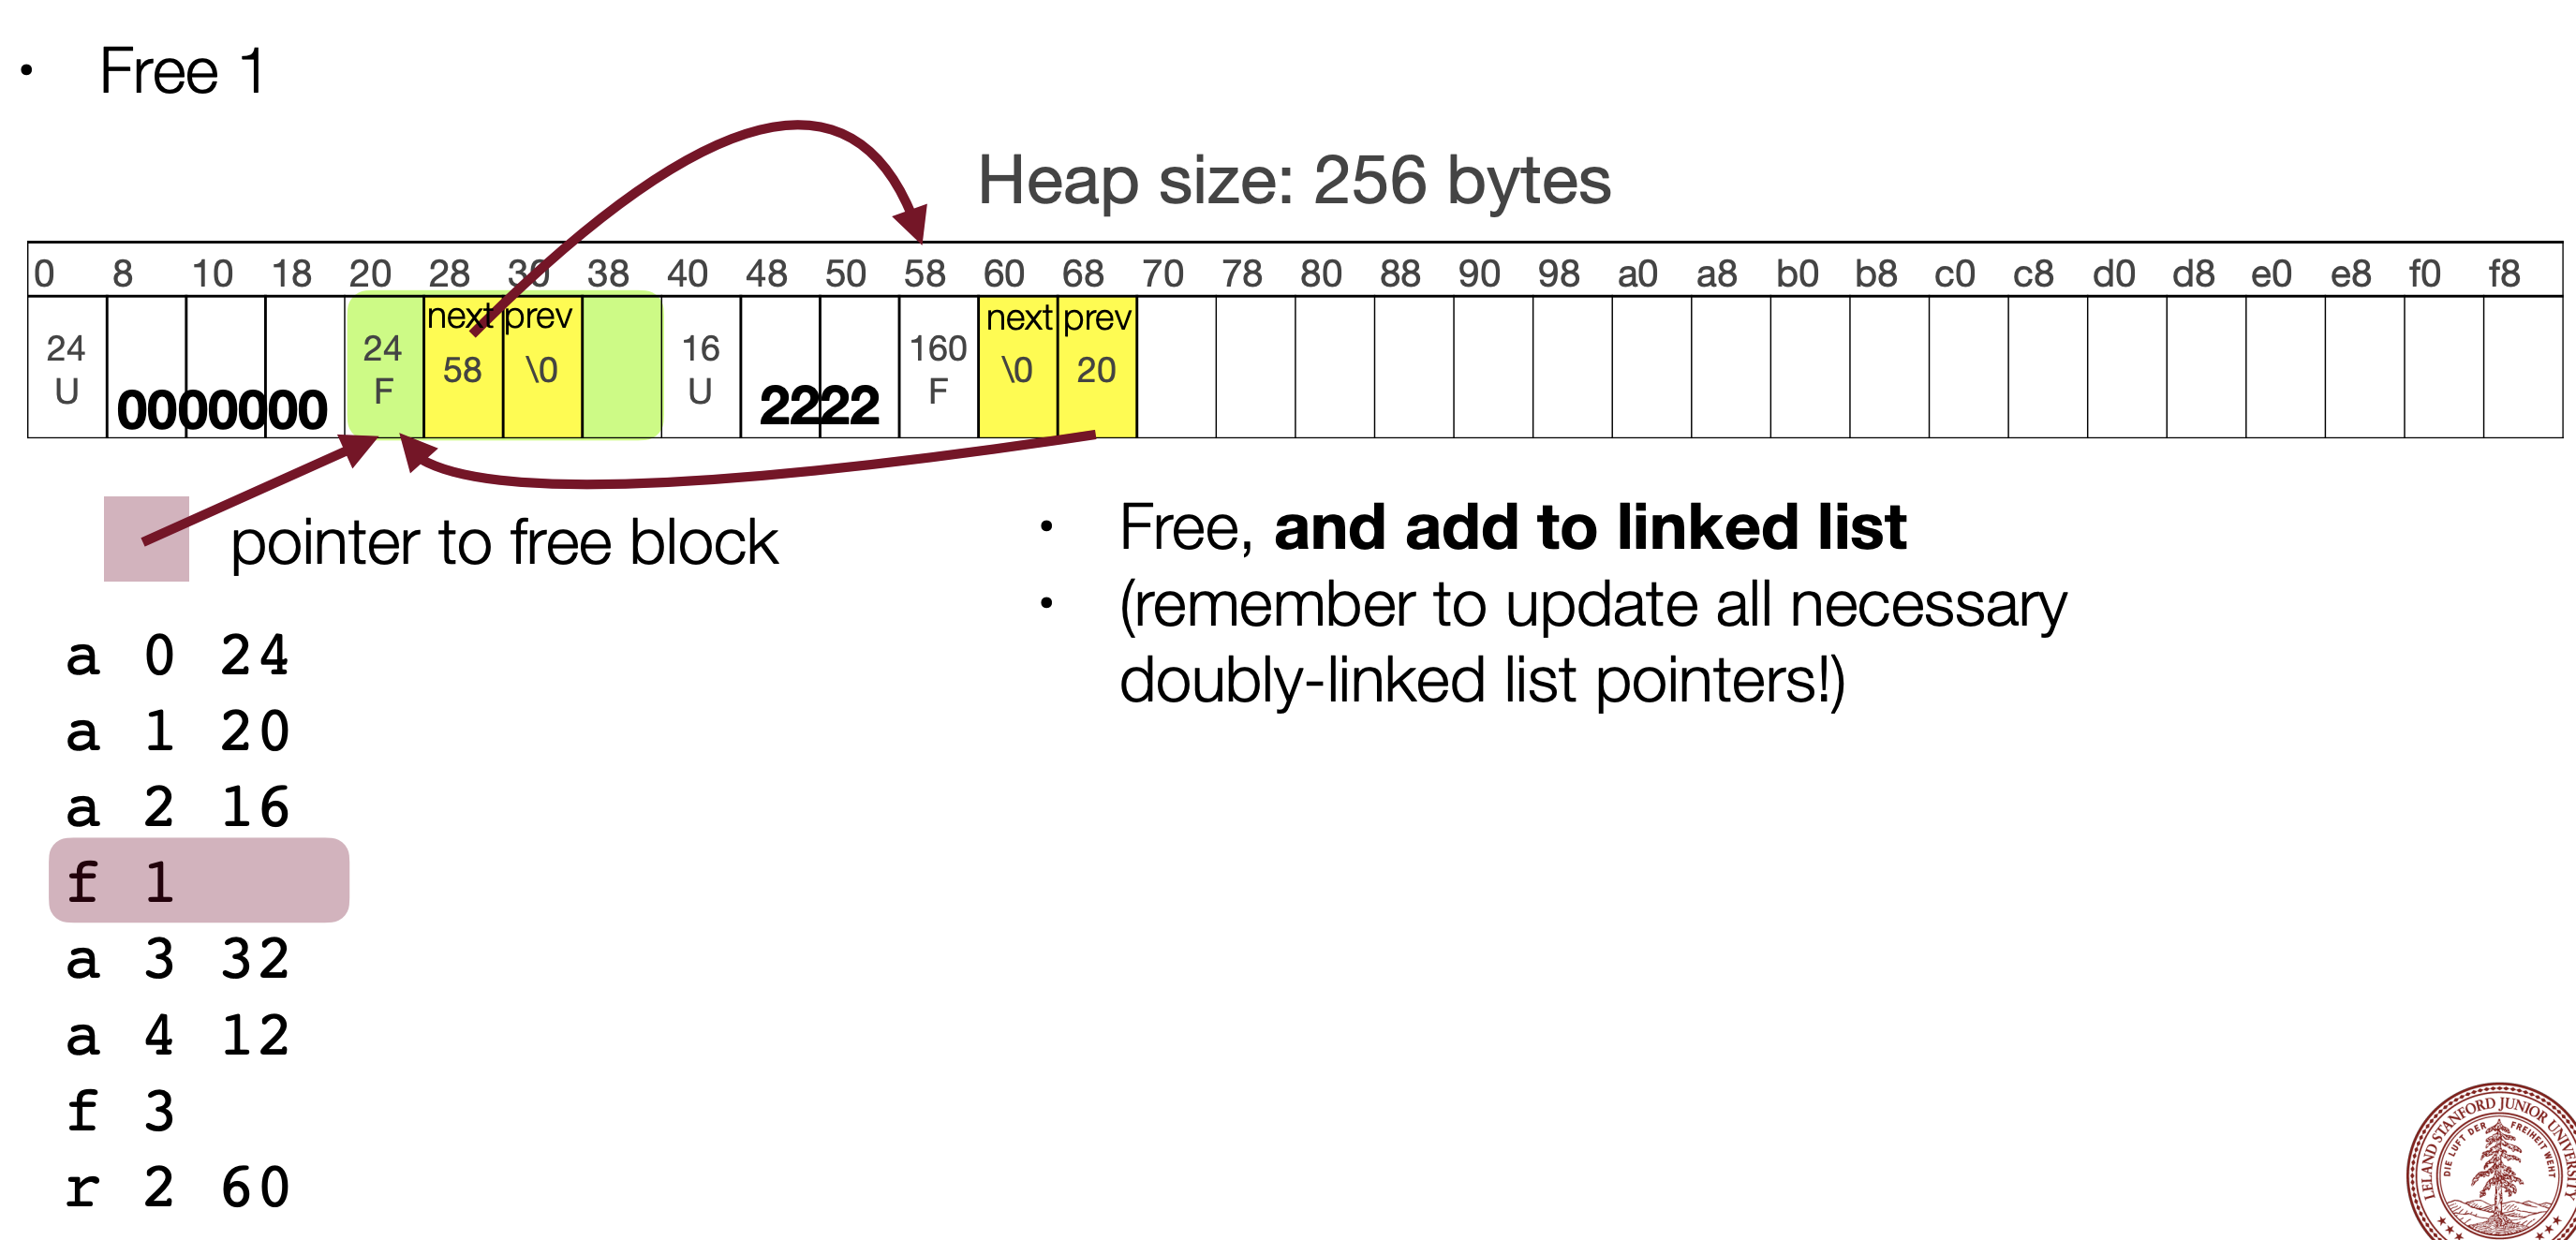 • Free 1
Heap size: 256 bytes
0 8 10 18 20 28 30 38 40 48 50 58 60 68 70 78 80 88 90 98 a0 a8 b0 b8 c0 c8 d0 d8 e0 e8 f0 f8
next prev next prev
24 24 58 \0 16 160 \0 20
U F U F
0000000 2222
pointer to free block
• Free, and add to linked list
• (remember to update all necessary
doubly-linked list pointers!)
a 0 24
a 1 20
a 2 16
f 1
a 3 32
a 4 12
f 3
r 2 60
LELAND STANFORD JUNIOR UNIVERSITY
DIE LUFT DER FREIHEIT WEHT